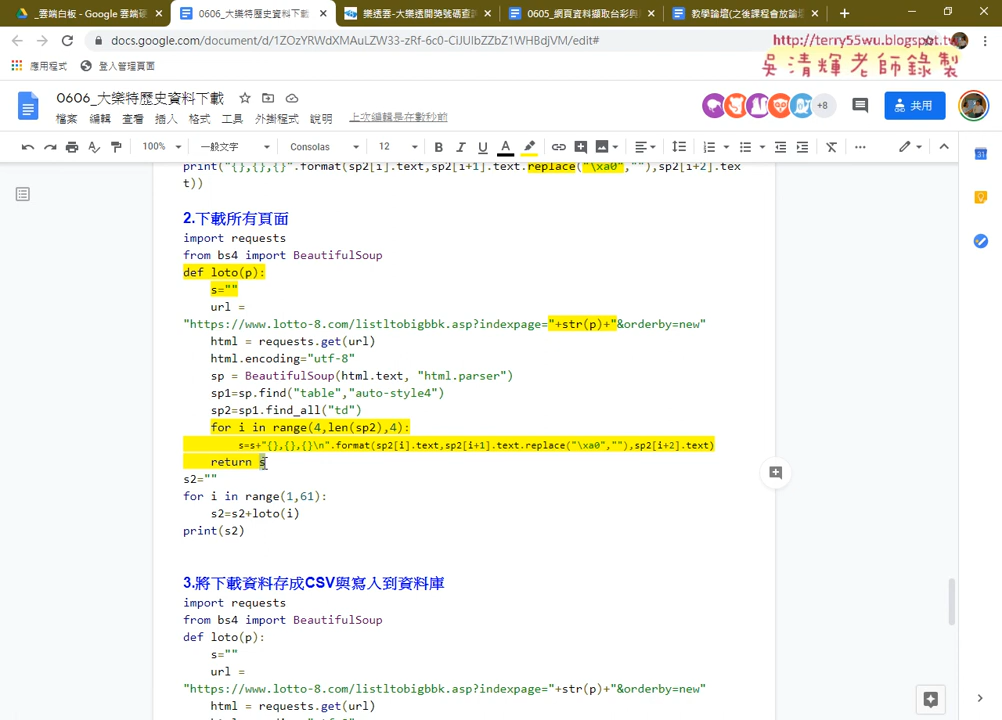 _雲端白板 - Google 雲端硬
0606_大樂特歷史資料下載
樂透雲-大樂透開獎號碼查詢
0605_網頁資料擷取台彩與
教學論壇(之後課程會放論壇
docs.google.com/document/d/1ZOzYRWdXMAuLZW33-zRf-6c0-CiJUIbZZbZ1WHBdjVM/edit#
http://terry55wu.blogspot.tw
應用程式
登入管理頁面
吳清輝老師錄製
0606_大樂特歷史資料下載
檔案 編輯 查看 插入 格式 工具 外掛程式 說明 上次編輯是在數秒前
+8
共用
100% 一般文字 Consolas 12 B I U A
31
print("{},{},{}".format(sp2[i].text,sp2[i+1].text.replace("\xa0",""),sp2[i+2].tex
t))
2.下載所有頁面
import requests
from bs4 import BeautifulSoup
def loto(p):
s=""
url =
"https://www.lotto-8.com/listltobigbbk.asp?indexpage="+str(p)+"&orderby=new"
html = requests.get(url)
html.encoding="utf-8"
sp = BeautifulSoup(html.text, "html.parser")
sp1=sp.find("table","auto-style4")
sp2=sp1.find_all("td")
for i in range(4,len(sp2),4):
s=s+"{},{},{}\n".format(sp2[i].text,sp2[i+1].text.replace("\xa0",""),sp2[i+2].text)
return s
s2=""
for i in range(1,61):
s2=s2+loto(i)
print(s2)
3.將下載資料存成CSV與寫入到資料庫
import requests
from bs4 import BeautifulSoup
def loto(p):
s=""
url =
"https://www.lotto-8.com/listltobigbbk.asp?indexpage="+str(p)+"&orderby=new"
html = requests.get(url)